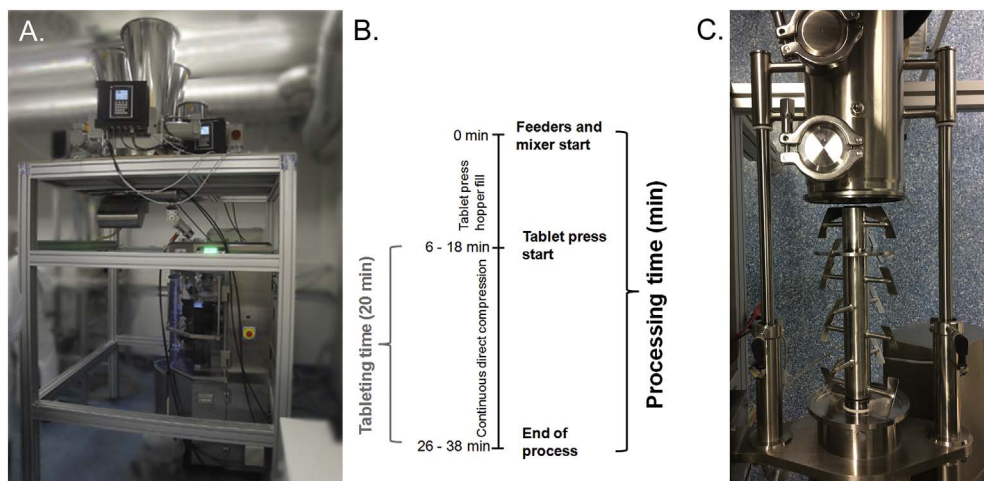 A.
B.
C.
0 min
Feeders and
mixer start
Tablet press
hopper fill
6 - 18 min
Tablet press
start
Continuous direct compression
26 - 38 min
End of
process
Tableting time (20 min)
Processing time (min)